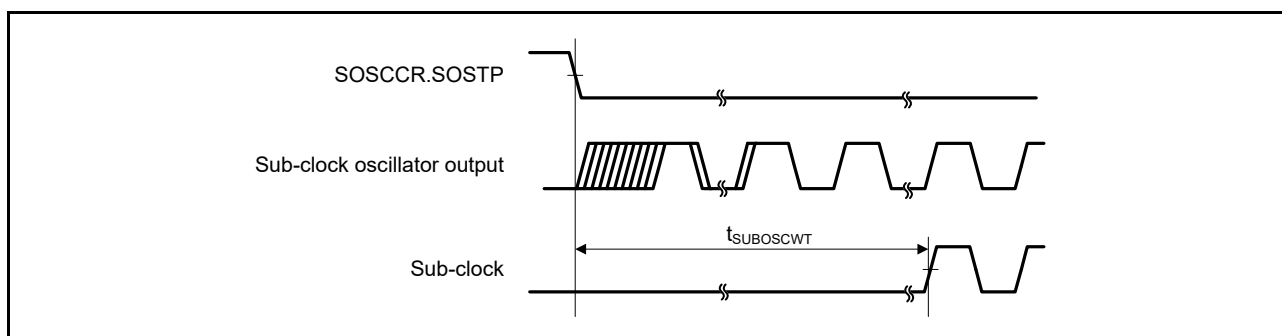 SOSCCR.SOSTP
Sub-clock oscillator output
tSUBOSCWT
Sub-clock